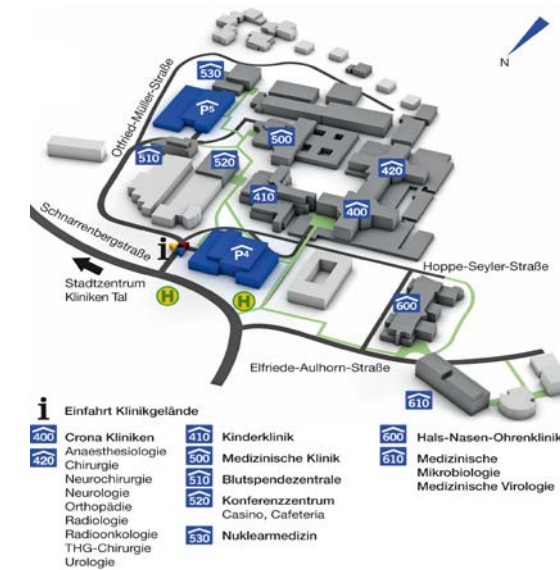 N
530
P5
Otfried-Müller-Straße
500
510
520
420
410
400
Schnarrenbergstraße
i
P4
Hoppe-Seyler-Straße
Stadtzentrum
Kliniken Tal
H
H
600
Elfriede-Aulhorn-Straße
610
i Einfahrt Klinikgelände
400 Crona Kliniken
420 Anaesthesiologie
Chirurgie
Neurochirurgie
Neurologie
Orthopädie
Radiologie
Radioonkologie
THG-Chirurgie
Urologie
410 Kinderklinik
500 Medizinische Klinik
510 Blutspendezentrale
520 Konferenzzentrum
Casino, Cafeteria
530 Nuklearmedizin
600 Hals-Nasen-Ohrenklinik
610 Medizinische
Mikrobiologie
Medizinische Virologie